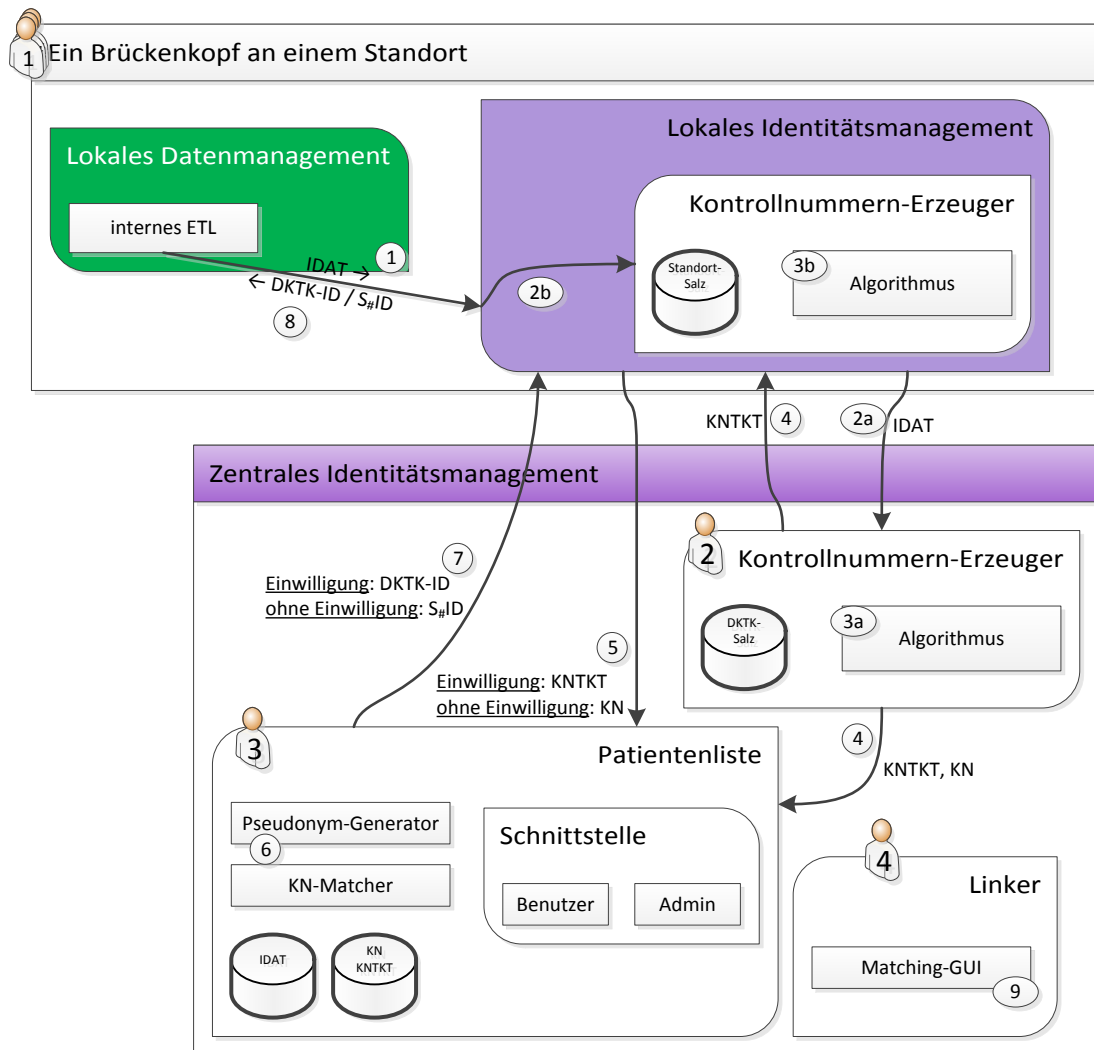 1
Ein Brückenkopf an einem Standort
Lokales Identitätsmanagement
Lokales Datenmanagement
Kontrollnummern-Erzeuger
internes ETL
1
IDAT →
← DKTK-ID / S#ID
8
2b
Standort-
Salz
3b
Algorithmus
KNTKT
4
2a
IDAT
Zentrales Identitätsmanagement
2
Kontrollnummern-Erzeuger
7
Einwilligung: DKTK-ID
ohne Einwilligung: S#ID
DKTK-
Salz
3a
Algorithmus
5
Einwilligung: KNTKT
ohne Einwilligung: KN
3
Patientenliste
4
KNTKT, KN
Pseudonym-Generator
6
KN-Matcher
Schnittstelle
Benutzer
Admin
IDAT
KN
KNTKT
4
Linker
Matching-GUI
9